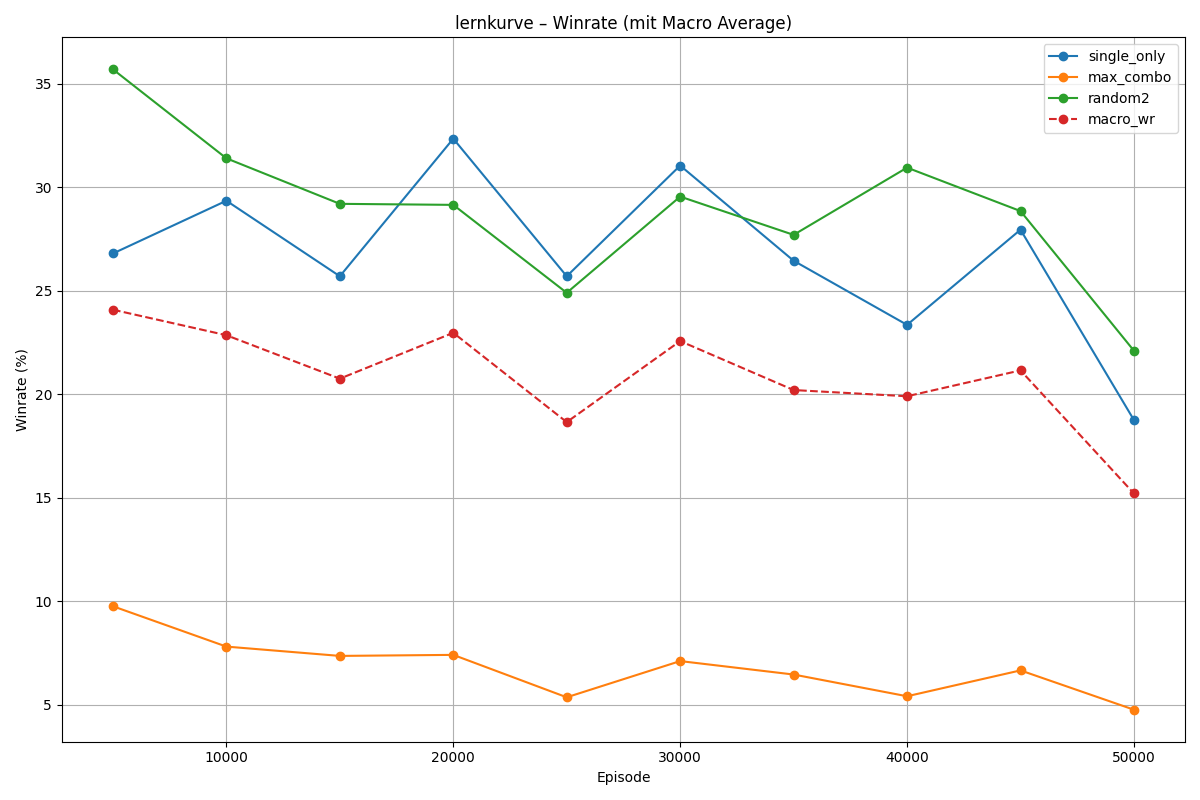 lernkurve – Winrate (mit Macro Average)
single_only
max_combo
random2
macro_wr
Winrate (%)
35
30
25
20
15
10
5
10000 20000 30000 40000 50000
Episode